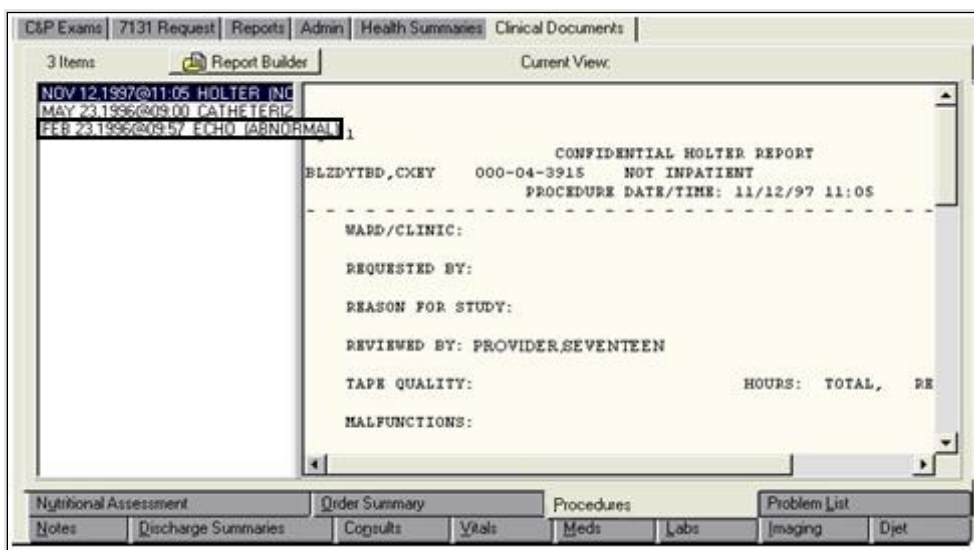 C&P Exams 7131 Request Reports Admin Health Summaries Clinical Documents
3 Items Report Builder Current View:
NOV 12,1997@11:05 HOLTER (NO
MAY 23,1996@09:00 CATHETERIZ
FEB 23,1996@09:57 ECHO (ABNORMAL)
1
CONFIDENTIAL HOLTER REPORT
BLZDYTBD,CXEY 000-04-3915 NOT INPATIENT
PROCEDURE DATE/TIME: 11/12/97 11:05
- - - - - - - - - - - - - - - - - - - - - - - - - - - - - - - - - - -
WARD/CLINIC:
REQUESTED BY:
REASON FOR STUDY:
REVIEWED BY: PROVIDER,SEVENTEEN
TAPE QUALITY: HOURS: TOTAL, RE
MALFUNCTIONS:
Nutritional Assessment Order Summary Procedures Problem List
Notes Discharge Summaries Consults Vitals Meds Labs Imaging Diet